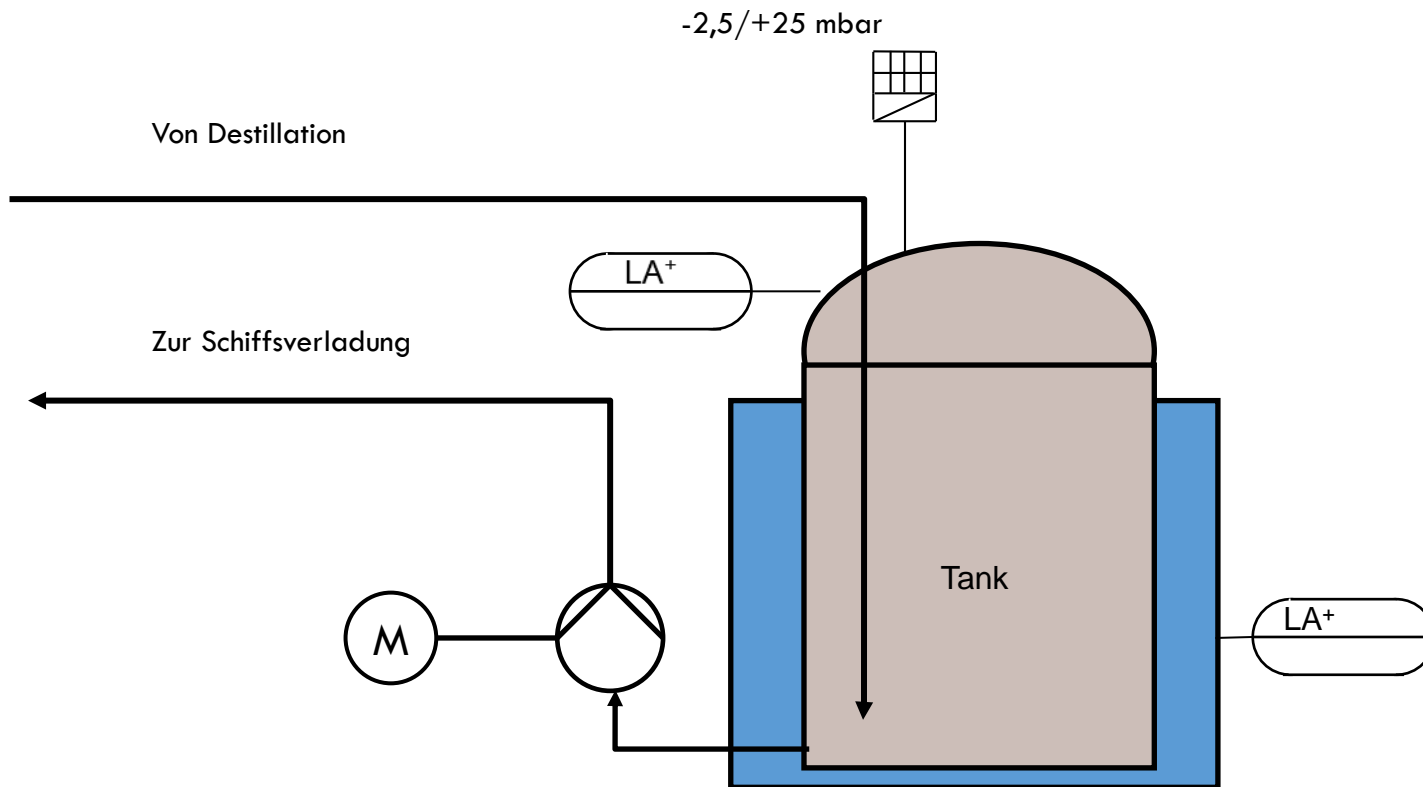 -2,5/+25 mbar
Von Destillation
LA⁺
Zur Schiffsverladung
Tank
M
LA⁺